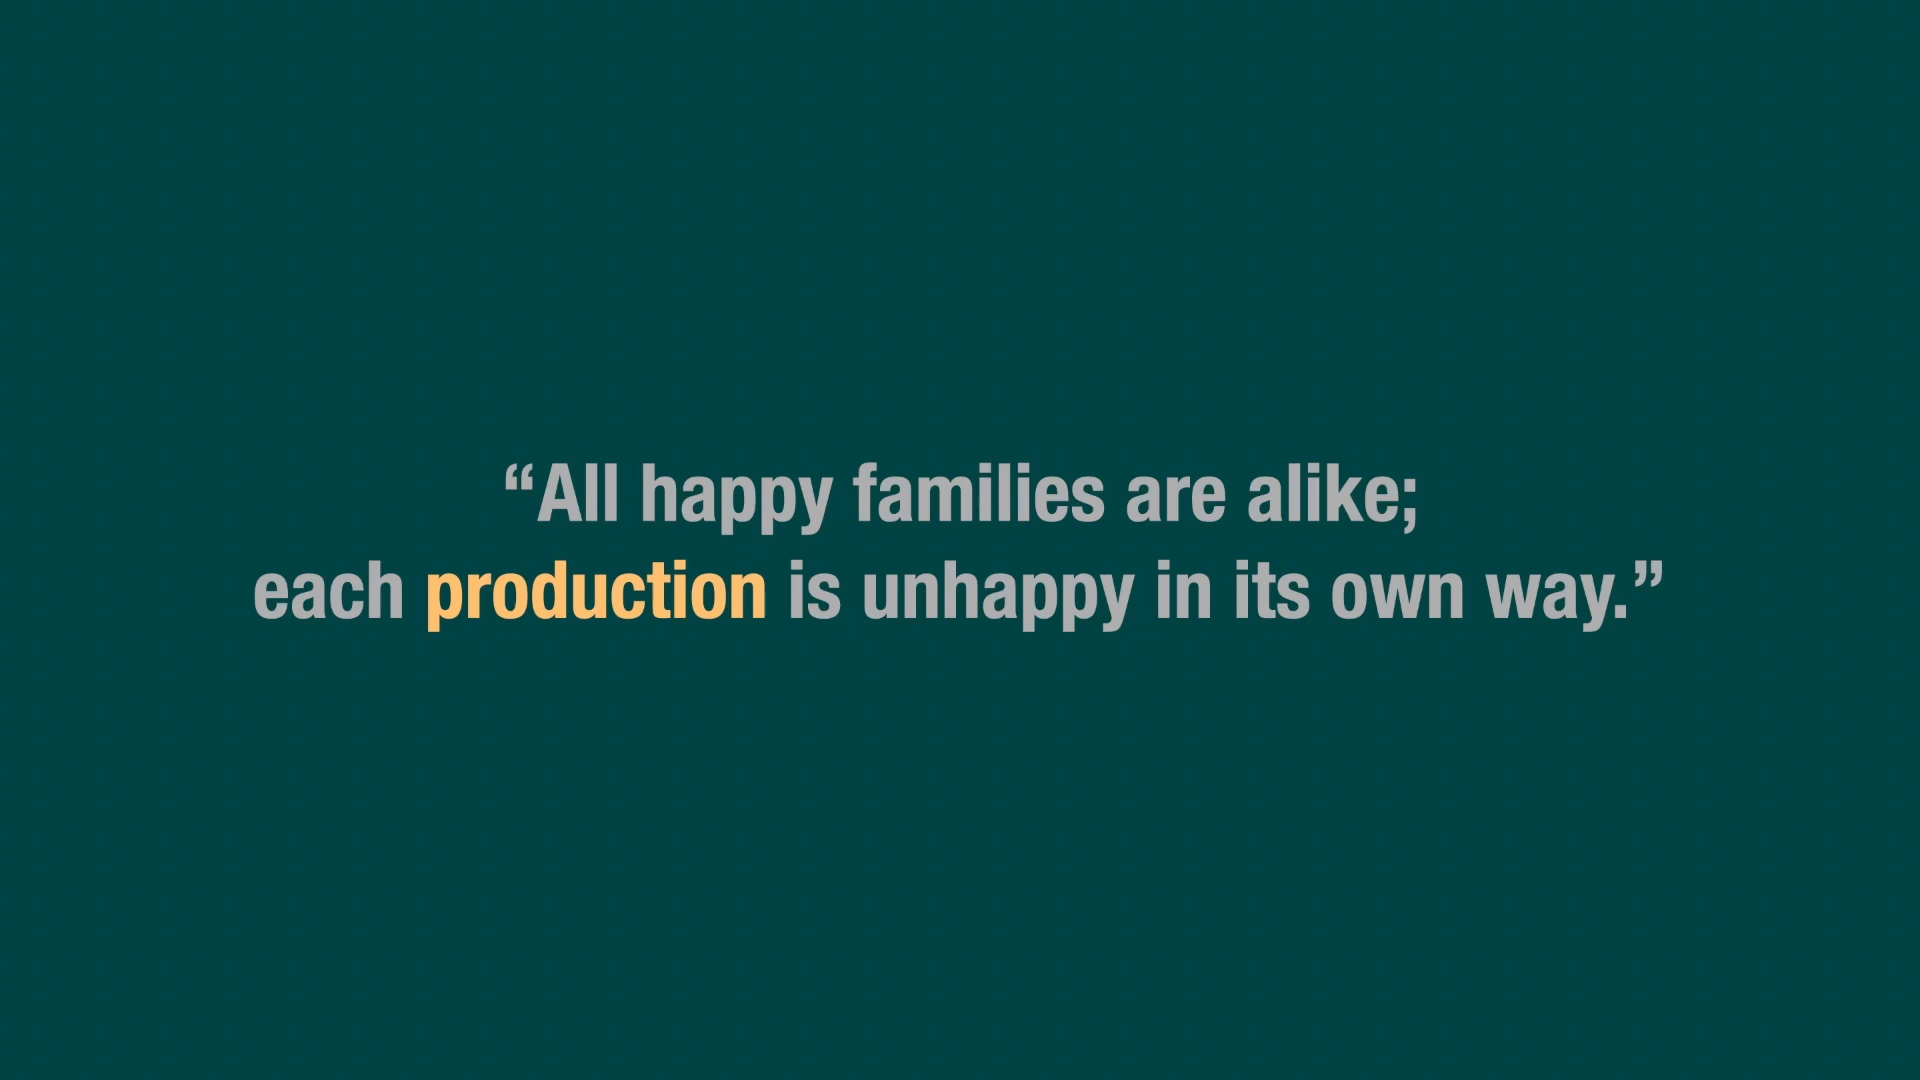 “All happy families are alike;
each production is unhappy in its own way.”